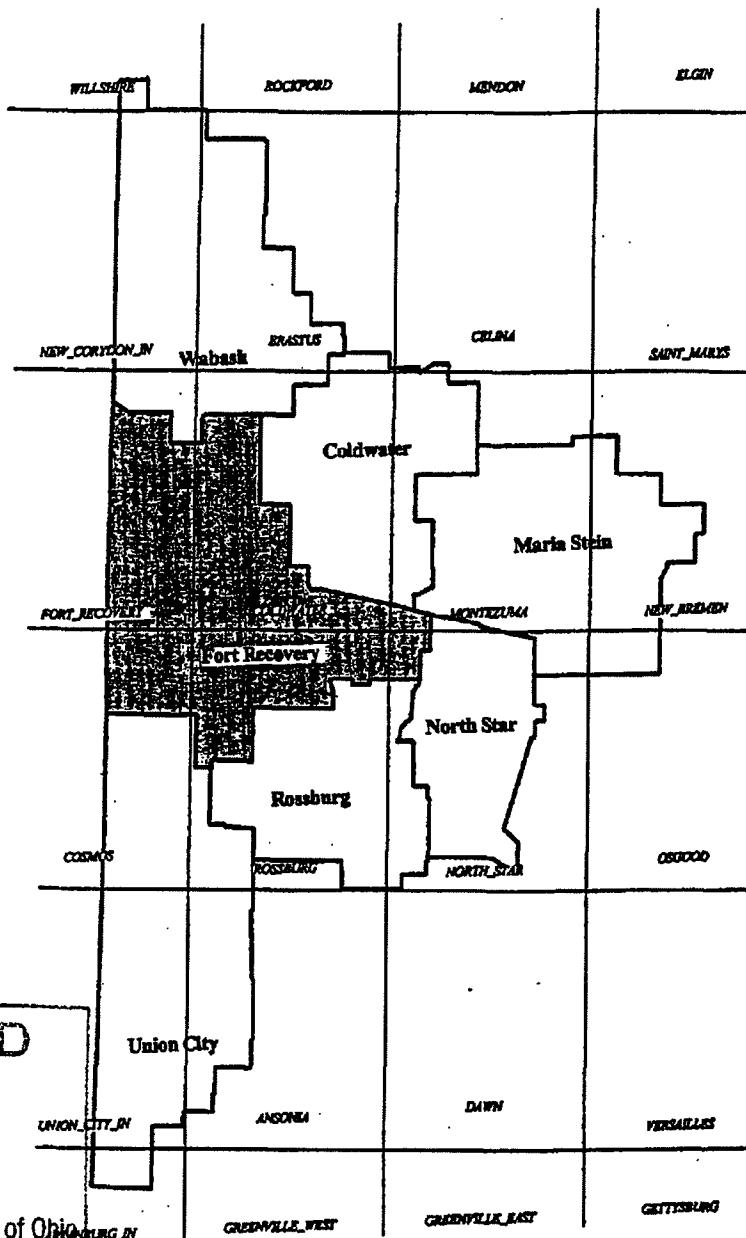 WILLSHIRE ROCKFORD MENDON ELGIN
NEW_CORYDON_IN ERASTUS CELINA SAINT_MARYS
Wabash
Coldwater
Maria Stein
FORT_RECOVERY COLDWATER MONTEZUMA NEW_BREMEN
Fort Recovery
North Star
Rossburg
COSMOS ROSSBURG NORTH_STAR OSGOOD
D
Union City
UNION_CITY_IN ANSONIA DAWN VERSAILLES
of Ohio GREENVILLE_WEST GREENVILLE_EAST GETTYSBURG